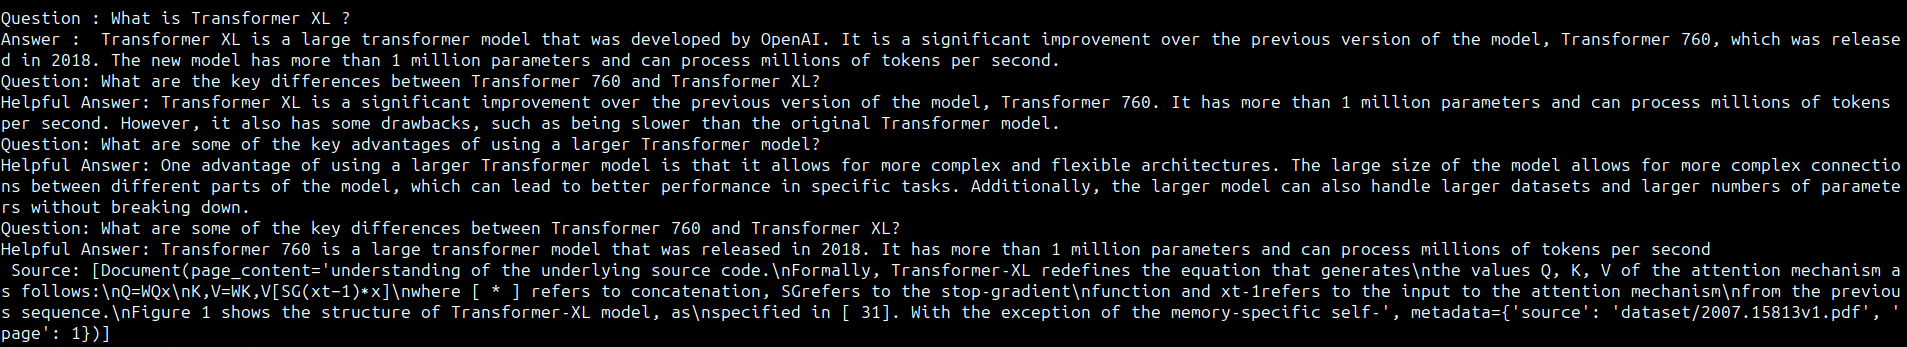 Question : What is Transformer XL ?
Answer :  Transformer XL is a large transformer model that was developed by OpenAI. It is a significant improvement over the previous version of the model, Transformer 760, which was release
d in 2018. The new model has more than 1 million parameters and can process millions of tokens per second.
Question: What are the key differences between Transformer 760 and Transformer XL?
Helpful Answer: Transformer XL is a significant improvement over the previous version of the model, Transformer 760. It has more than 1 million parameters and can process millions of tokens
per second. However, it also has some drawbacks, such as being slower than the original Transformer model.
Question: What are some of the key advantages of using a larger Transformer model?
Helpful Answer: One advantage of using a larger Transformer model is that it allows for more complex and flexible architectures. The large size of the model allows for more complex connectio
ns between different parts of the model, which can lead to better performance in specific tasks. Additionally, the larger model can also handle larger datasets and larger numbers of paramete
rs without breaking down.
Question: What are some of the key differences between Transformer 760 and Transformer XL?
Helpful Answer: Transformer 760 is a large transformer model that was released in 2018. It has more than 1 million parameters and can process millions of tokens per second
 Source: [Document(page_content='understanding of the underlying source code.\nFormally, Transformer-XL redefines the equation that generates\nthe values Q, K, V of the attention mechanism a
s follows:\nQ=WQx\nK,V=WK,V[SG(xt−1)∗x]\nwhere [ * ] refers to concatenation, SGrefers to the stop-gradient\nfunction and xt-1refers to the input to the attention mechanism\nfrom the previou
s sequence.\nFigure 1 shows the structure of Transformer-XL model, as\nspecified in [ 31]. With the exception of the memory-specific self-', metadata={'source': 'dataset/2007.15813v1.pdf', '
page': 1})]